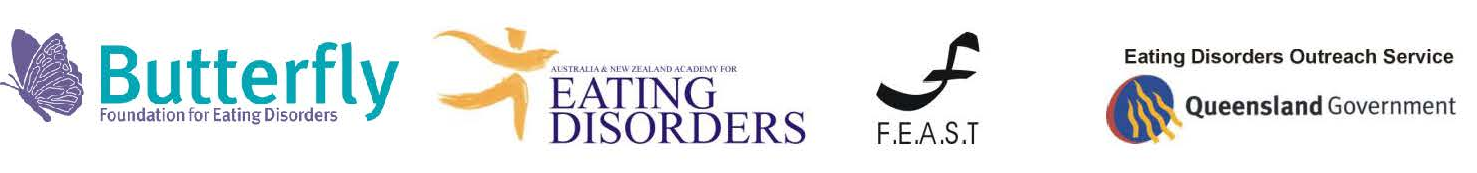 Butterfly
Foundation for Eating Disorders
AUSTRALIA & NEW ZEALAND ACADEMY FOR
EATING
DISORDERS
F.E.A.S.T
Eating Disorders Outreach Service
Queensland Government